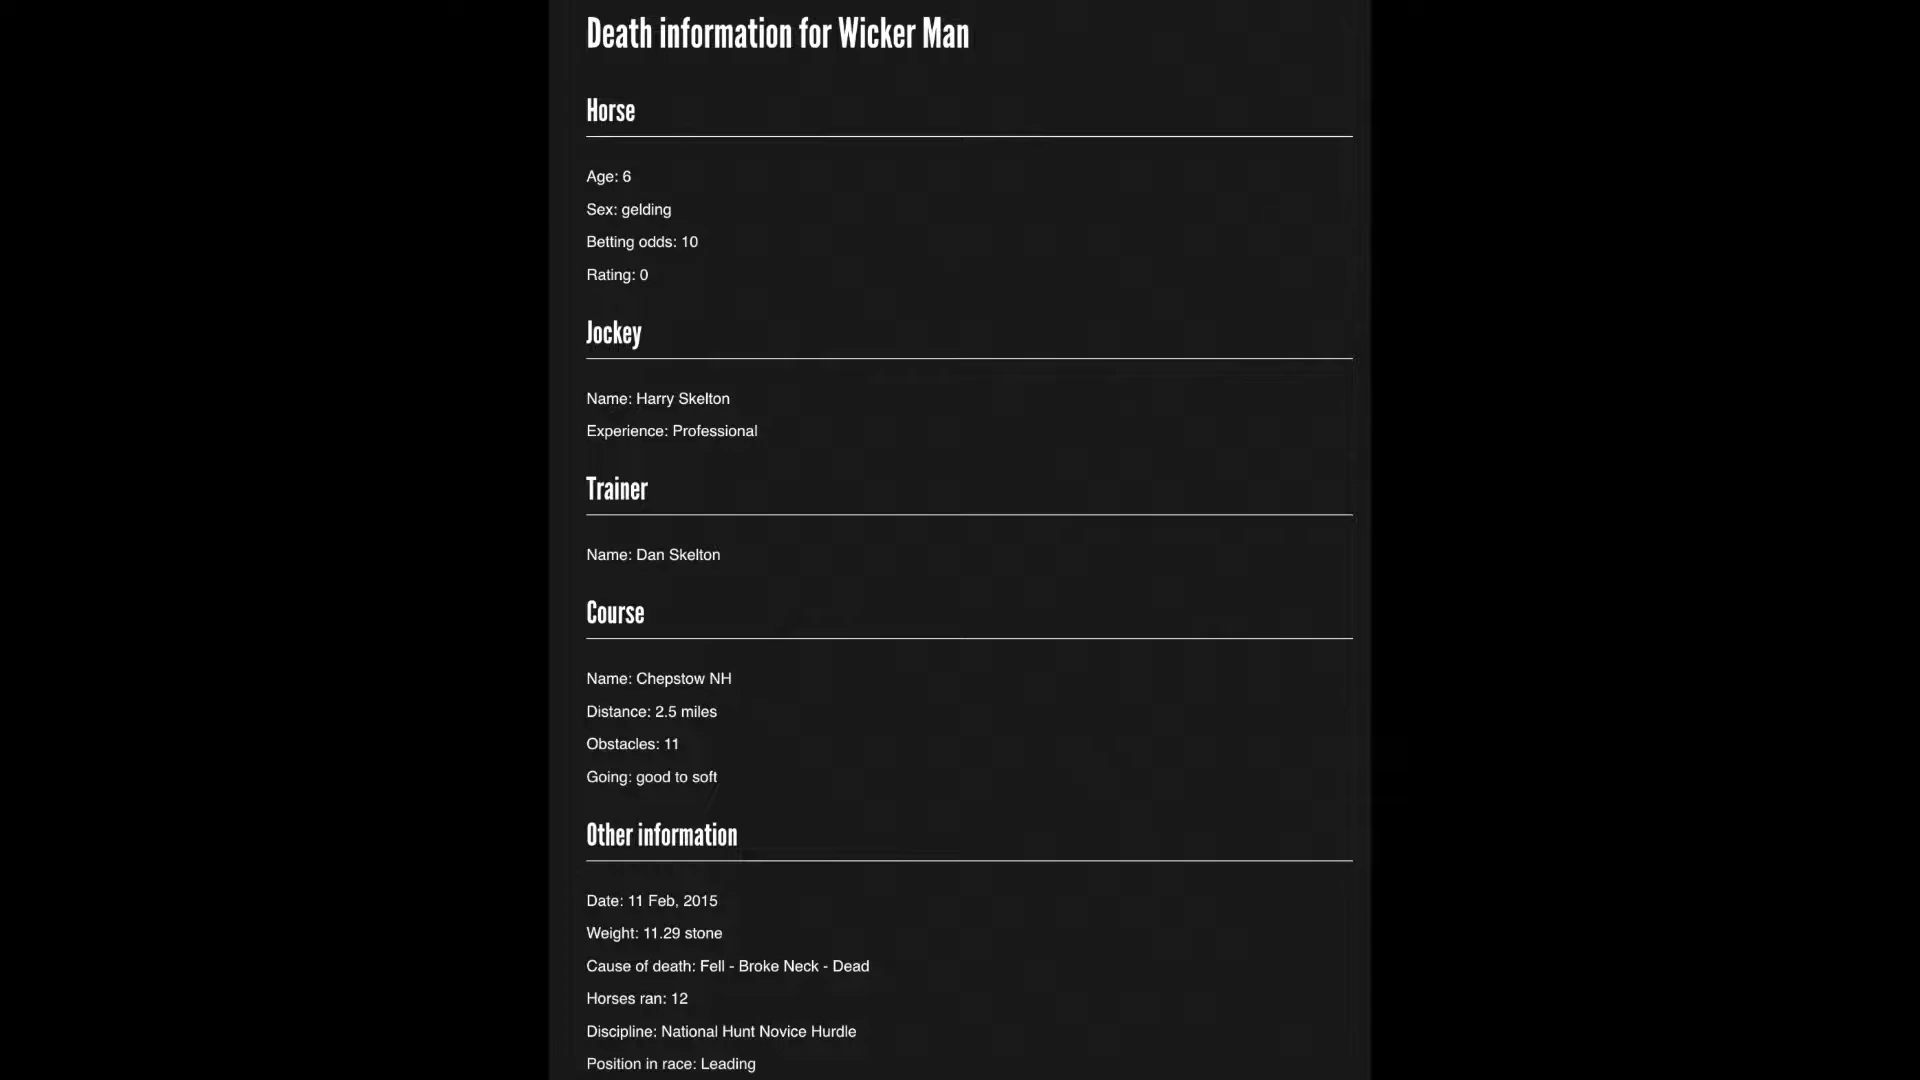 Death information for Wicker Man
Horse
Age: 6
Sex: gelding
Betting odds: 10
Rating: 0
Jockey
Name: Harry Skelton
Experience: Professional
Trainer
Name: Dan Skelton
Course
Name: Chepstow NH
Distance: 2.5 miles
Obstacles: 11
Going: good to soft
Other information
Date: 11 Feb, 2015
Weight: 11.29 stone
Cause of death: Fell - Broke Neck - Dead
Horses ran: 12
Discipline: National Hunt Novice Hurdle
Position in race: Leading